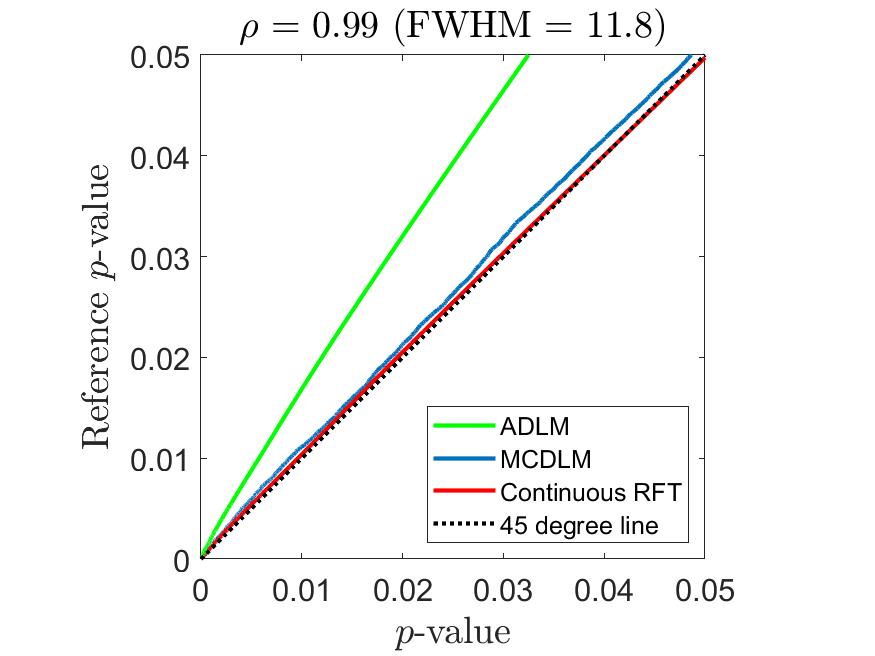 ρ = 0.99 (FWHM = 11.8)
Reference p-value
0.05
0.04
0.03
0.02
0.01
0
ADLM
MCDLM
Continuous RFT
45 degree line
0 0.01 0.02 0.03 0.04 0.05
p-value